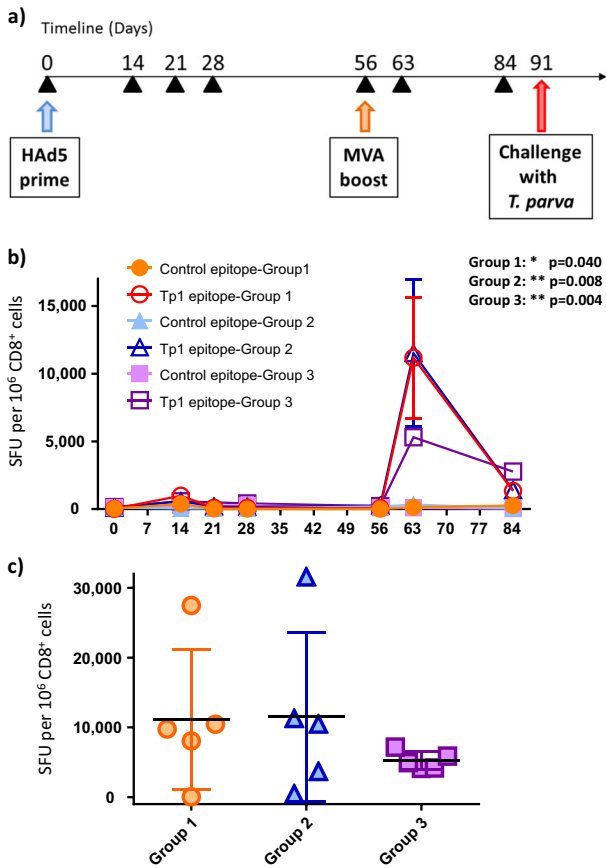 a)
Timeline (Days)
0 14 21 28 56 63 84 91
HAd5
prime
MVA
boost
Challenge
with
T. parva
b)
Group 1: * p=0.040
Group 2: ** p=0.008
Group 3: ** p=0.004
Control epitope-Group1
Tp1 epitope-Group 1
Control epitope-Group 2
Tp1 epitope-Group 2
Control epitope-Group 3
Tp1 epitope-Group 3
SFU per 10⁶ CD8⁺ cells
15,000
10,000
5,000
0
0 7 14 21 28 35 42 49 56 63 70 77 84
c)
SFU per 10⁶ CD8⁺ cells
30,000
20,000
10,000
0
Group 1 Group 2 Group 3